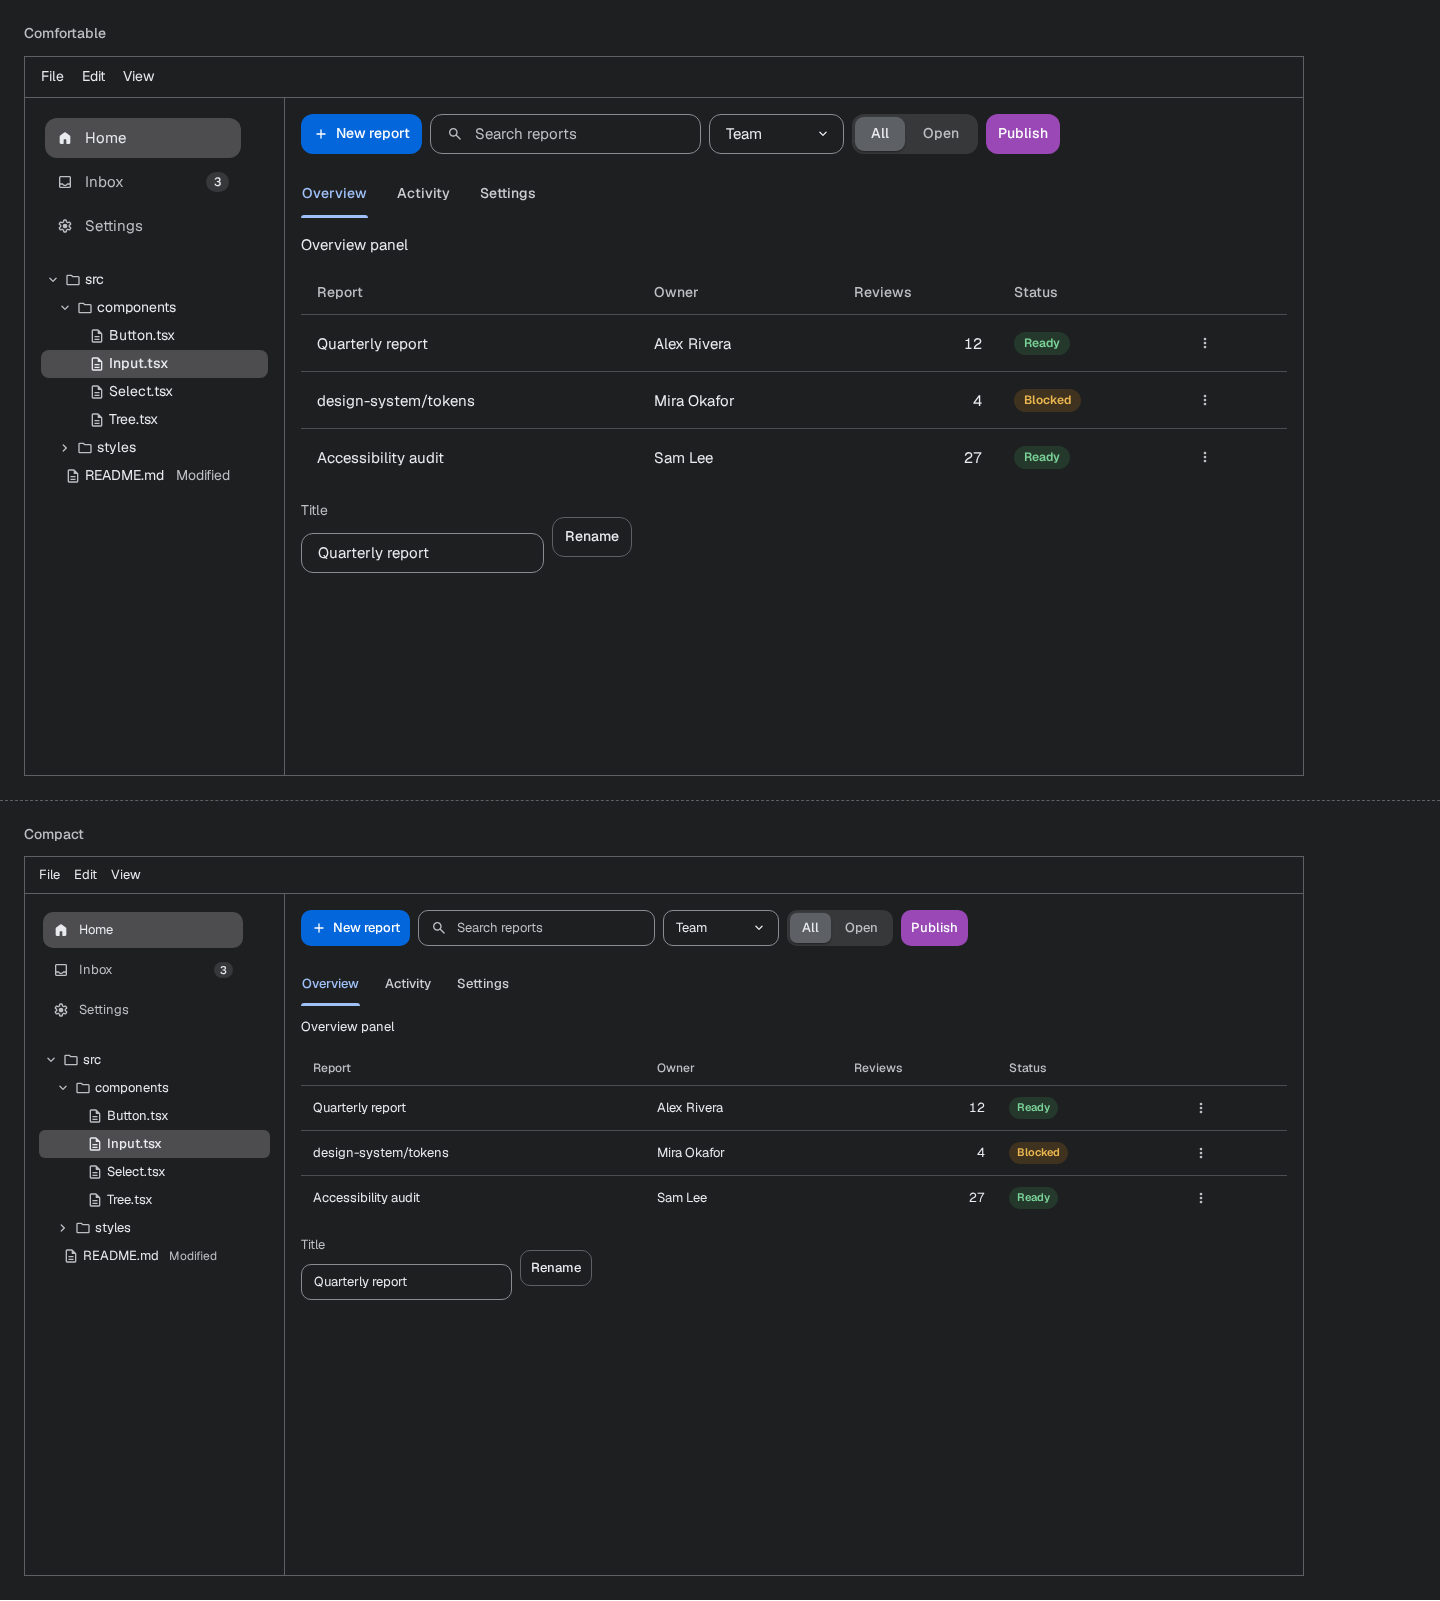 Comfortable
File Edit View
Home
Inbox 3
Settings
src
components
Button.tsx
Input.tsx
Select.tsx
Tree.tsx
styles
README.md Modified
New report Search reports Team All Open Publish
Overview Activity Settings
Overview panel
Report Owner Reviews Status
Quarterly report Alex Rivera 12 Ready
design-system/tokens Mira Okafor 4 Blocked
Accessibility audit Sam Lee 27 Ready
Title
Quarterly report Rename
Compact
File Edit View
Home
Inbox 3
Settings
src
components
Button.tsx
Input.tsx
Select.tsx
Tree.tsx
styles
README.md Modified
New report Search reports Team All Open Publish
Overview Activity Settings
Overview panel
Report Owner Reviews Status
Quarterly report Alex Rivera 12 Ready
design-system/tokens Mira Okafor 4 Blocked
Accessibility audit Sam Lee 27 Ready
Title
Quarterly report Rename